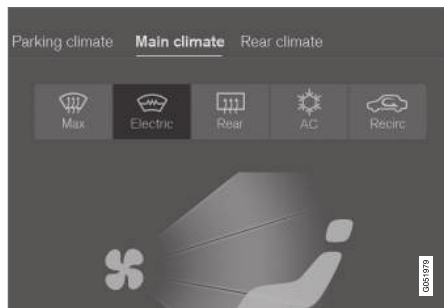 Parking climate Main climate Rear climate
Max Electric Rear AC Recirc
G051979